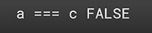 a === c FALSE